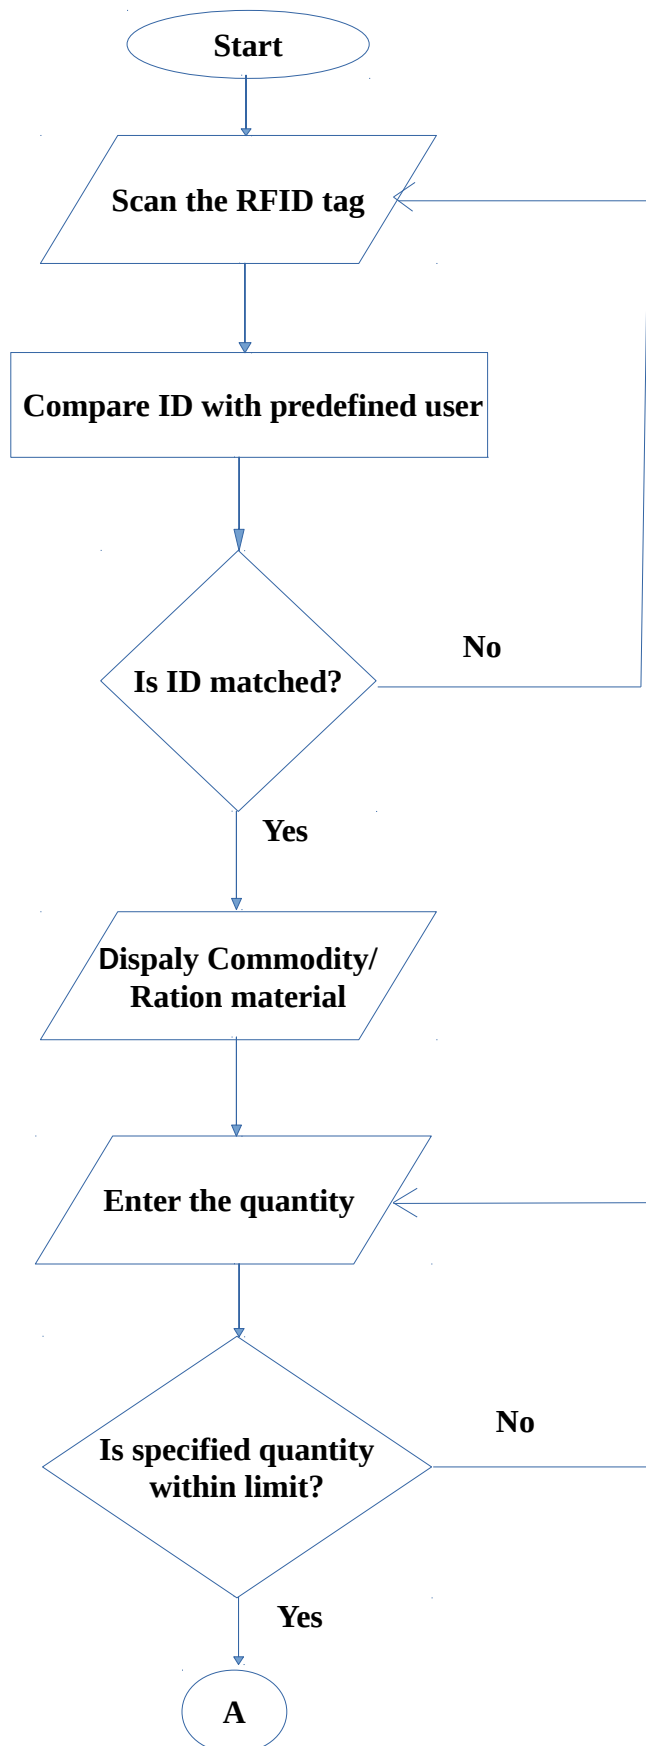 Start
Scan the RFID tag
Compare ID with predefined user
No
Is ID matched?
Yes
Dispaly Commodity/
Ration material
Enter the quantity
No
Is specified quantity
within limit?
Yes
A